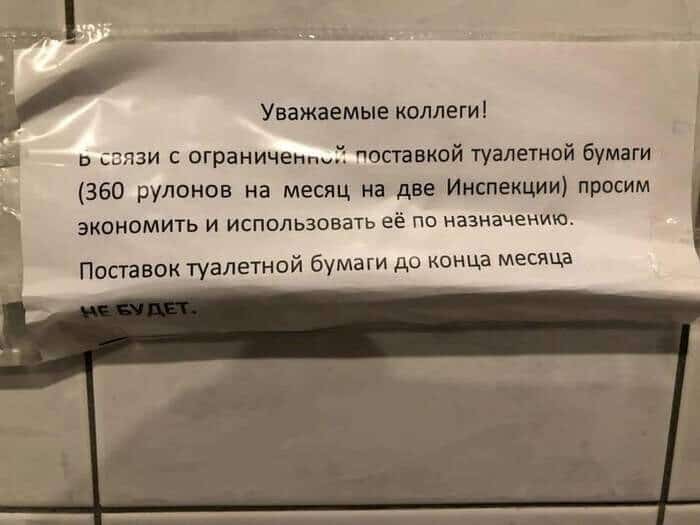 Уважаемые коллеги!
В связи с ограниченной поставкой туалетной бумаги
(360 рулонов на месяц на две Инспекции) просим
экономить и использовать её по назначению.
Поставок туалетной бумаги до конца месяца
НЕ БУДЕТ.